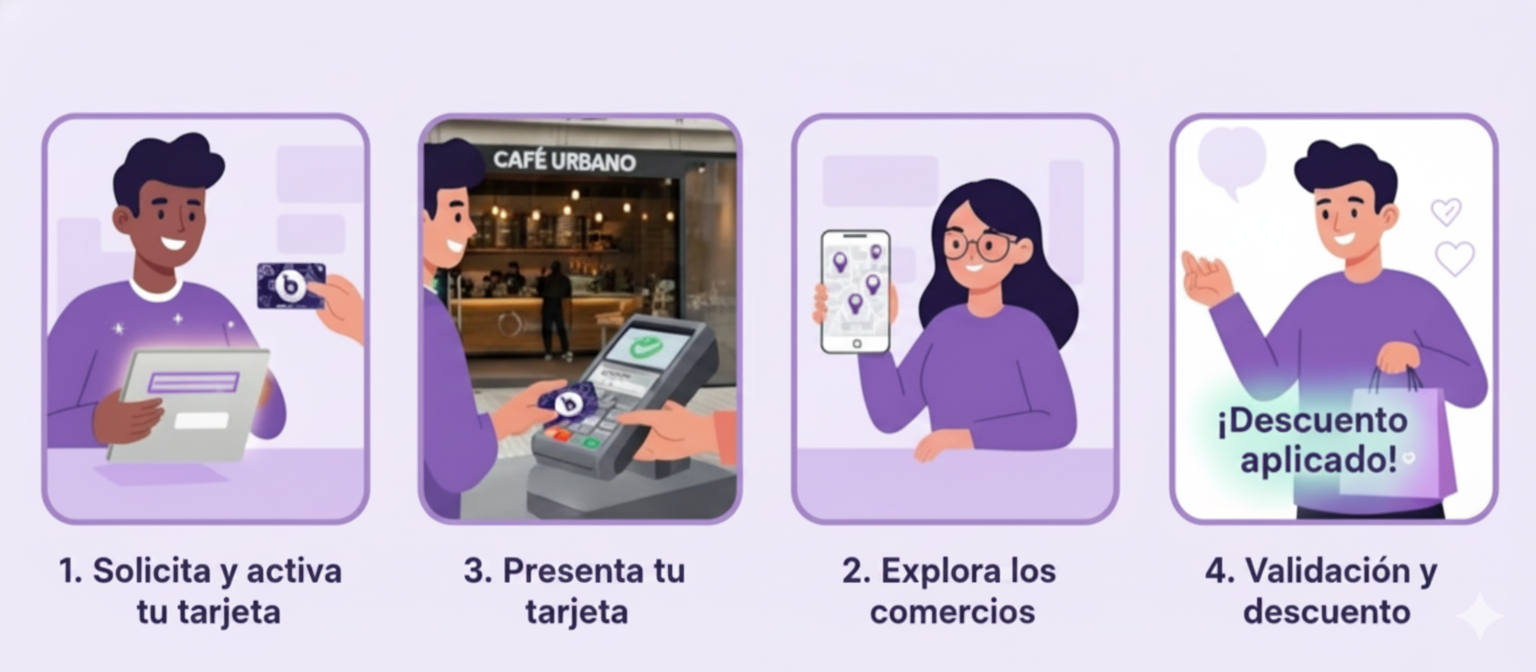 CAFÉ URBANO
¡Descuento
aplicado!
1. Solicita y activa
tu tarjeta
3. Presenta tu
tarjeta
2. Explora los
comercios
4. Validación y
descuento